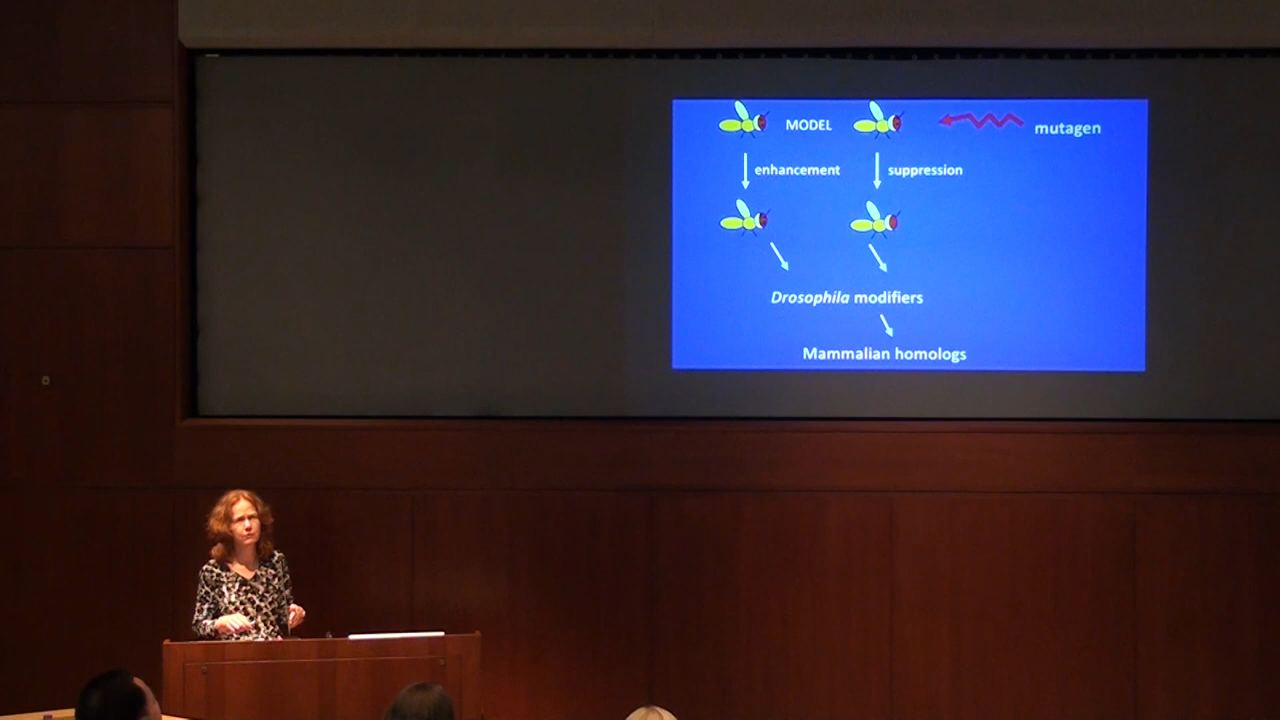 MODEL
mutagen
enhancement
suppression
Drosophila modifiers
Mammalian homologs